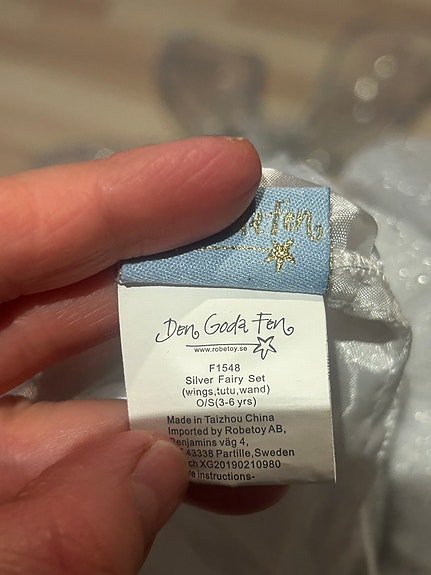 Fen
Den Goda Fen
www.robetoy.se
F1548
Silver Fairy Set
(wings,tutu,wand)
O/S(3-6 yrs)
Made in Taizhou China
Imported by Robetoy AB,
Benjamins väg 4,
43338 Partille,Sweden
XG20190210980
instructions-